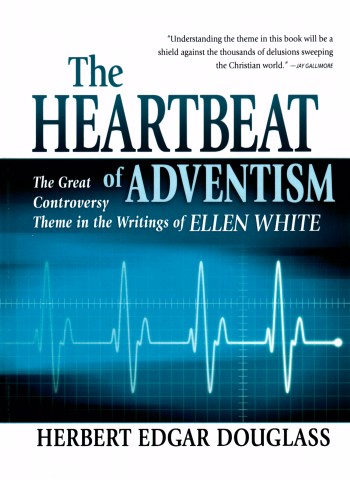 "Understanding the theme in this book will be a
shield against the thousands of delusions sweeping
the Christian world." —JAY GALLIMORE
The
HEARTBEAT
of ADVENTISM
The Great
Controversy
Theme in the Writings of ELLEN WHITE
HERBERT EDGAR DOUGLASS